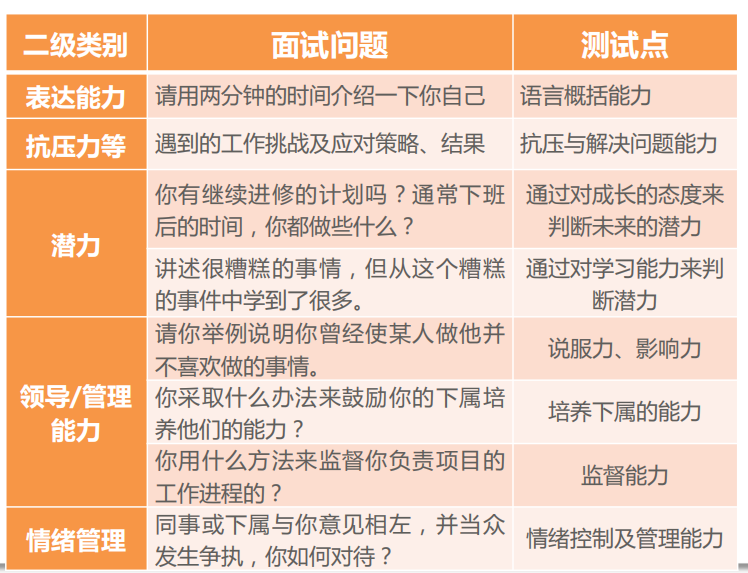 二级类别 面试问题 测试点
表达能力 请用两分钟的时间介绍一下你自己 语言概括能力
抗压力等 遇到的工作挑战及应对策略、结果 抗压与解决问题能力
潜力
你有继续进修的计划吗？通常下班
后的时间，你都做些什么？
通过对成长的态度来
判断未来的潜力
讲述很糟糕的事情，但从这个糟糕
的事件中学到了很多。
通过对学习能力来判
断潜力
领导/管理
能力
请你举例说明你曾经使某人做他并
不喜欢做的事情。
说服力、影响力
你采取什么办法来鼓励你的下属培
养他们的能力？
培养下属的能力
你用什么方法来监督你负责项目的
工作进程的？
监督能力
情绪管理
同事或下属与你意见相左，并当众
发生争执，你如何对待？
情绪控制及管理能力